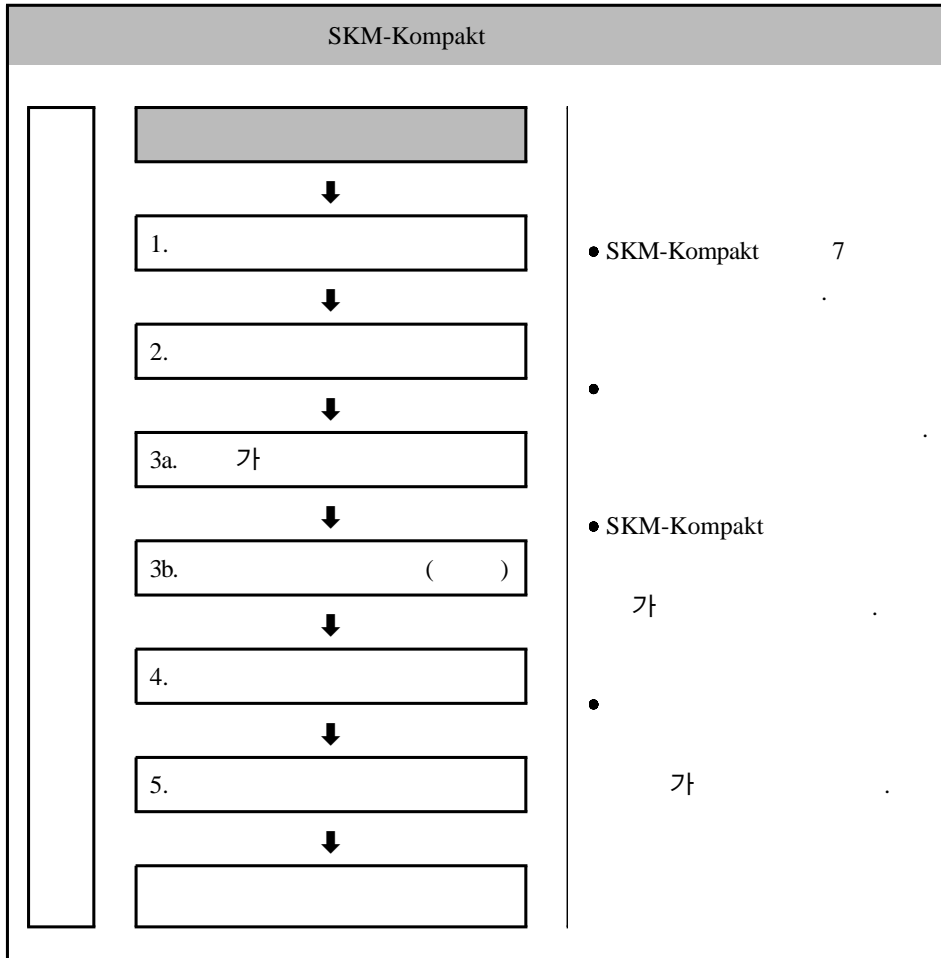 SKM-Kompakt
1.
2.
3a. 가
3b. ( )
4.
5.
• SKM-Kompakt 7
.
•
.
• SKM-Kompakt
가 .
•
가 .